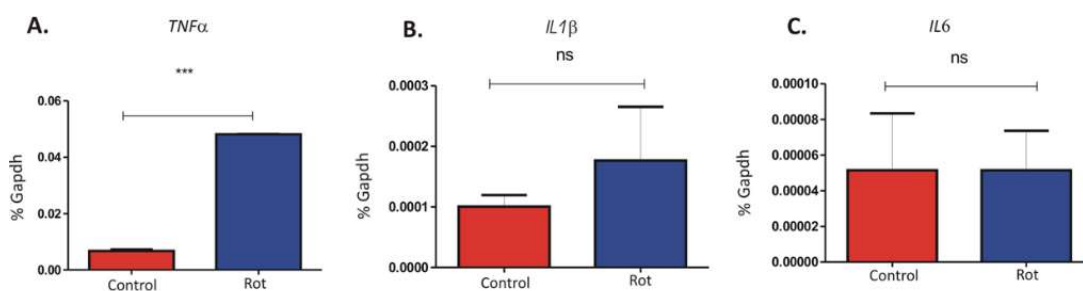 A.
TNFα
***
0.06
0.04
0.02
0.00
% Gapdh
Control
Rot
B.
IL1β
ns
0.0003
0.0002
0.0001
0.0000
% Gapdh
Control
Rot
C.
IL6
ns
0.00010
0.00008
0.00006
0.00004
0.00002
0.00000
% Gapdh
Control
Rot